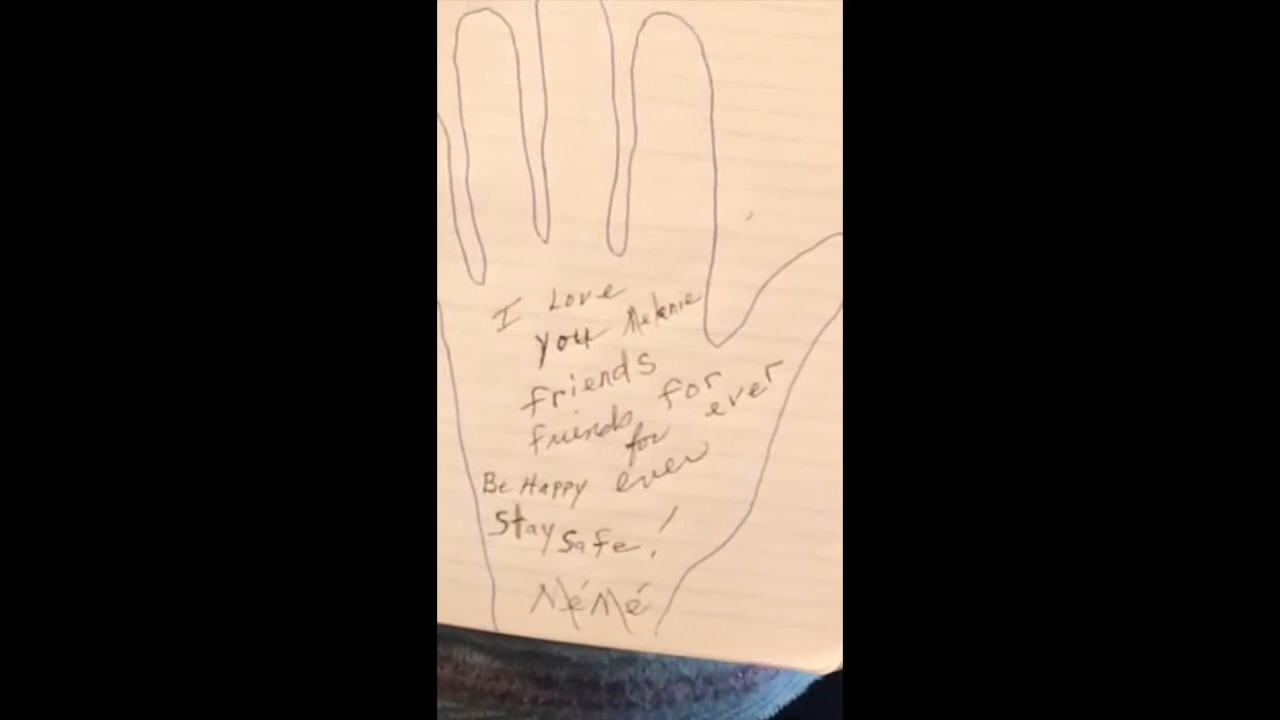 I Love
you Melanie
friends
friends for ever
for
Be Happy ever
Stay safe!
MéMé